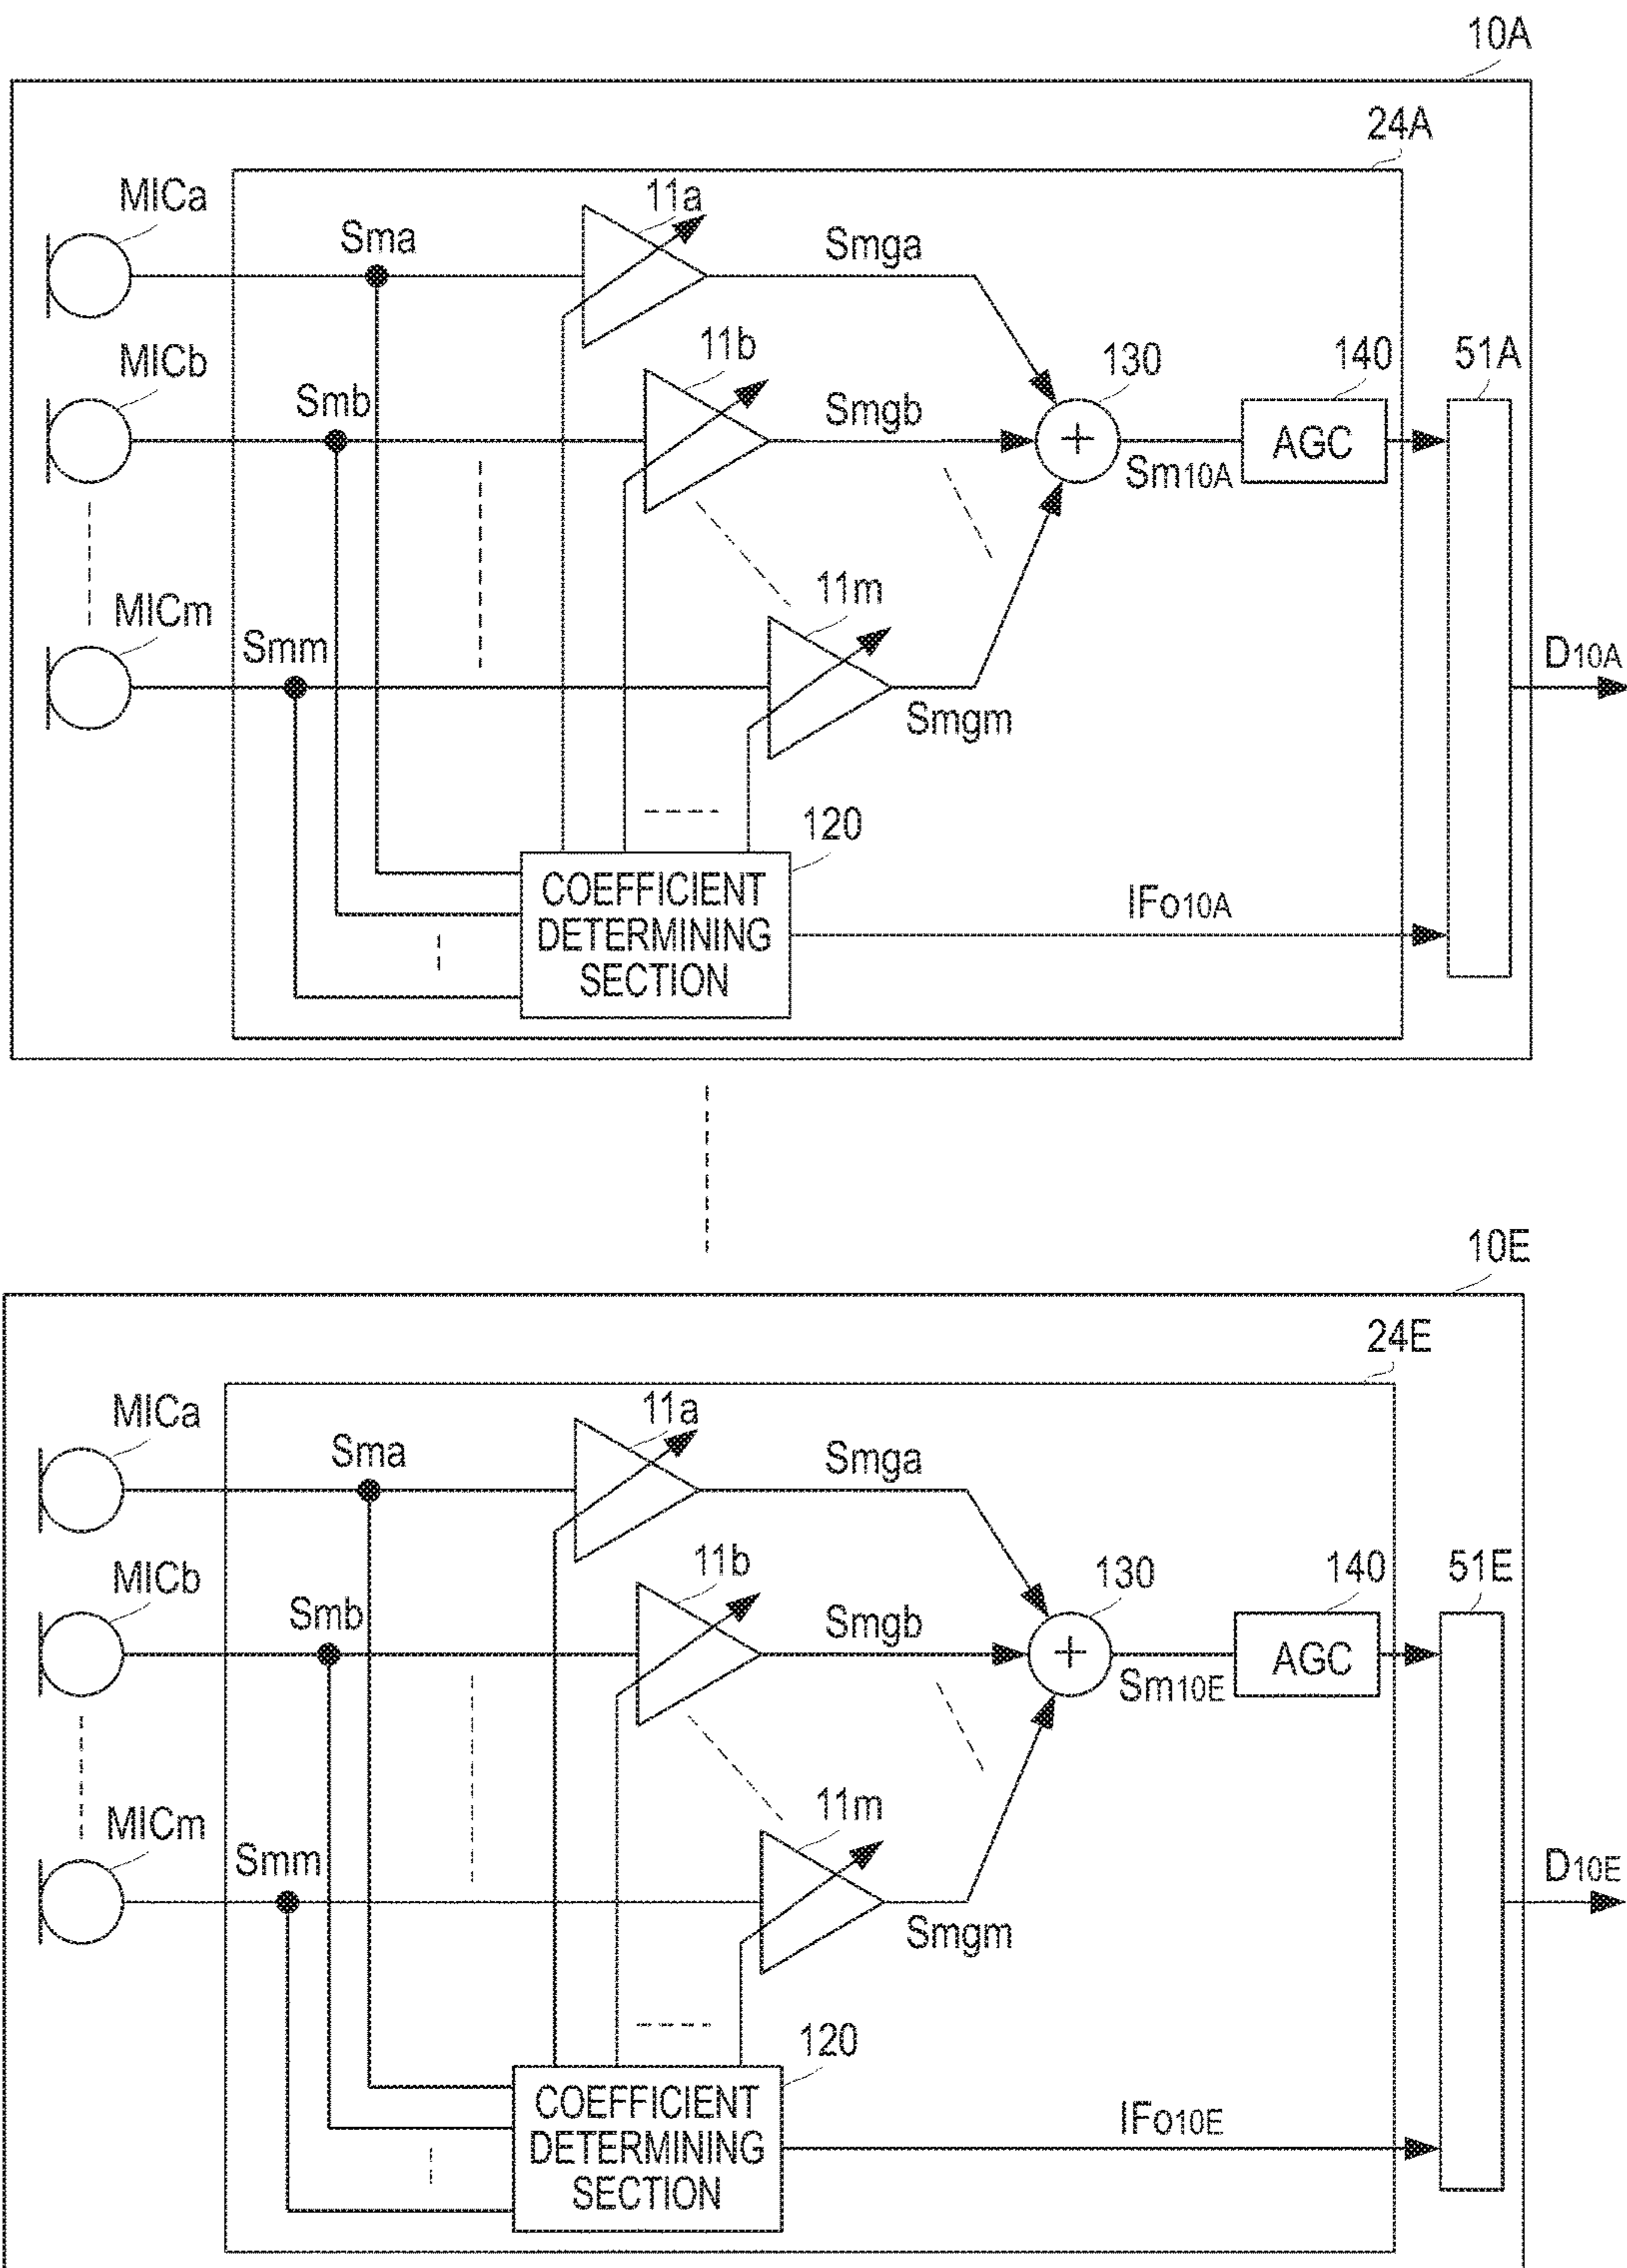 10A
24A
MICa
Sma
11a
Smga
MICb
Smb
11b
Smgb
130
+
Sm10A
140
AGC
51A
MICm
Smm
11m
Smgm
D10A
120
COEFFICIENT
DETERMINING
SECTION
IFo10A
10E
24E
MICa
Sma
11a
Smga
MICb
Smb
11b
Smgb
130
+
Sm10E
140
AGC
51E
MICm
Smm
11m
Smgm
D10E
120
COEFFICIENT
DETERMINING
SECTION
IFo10E